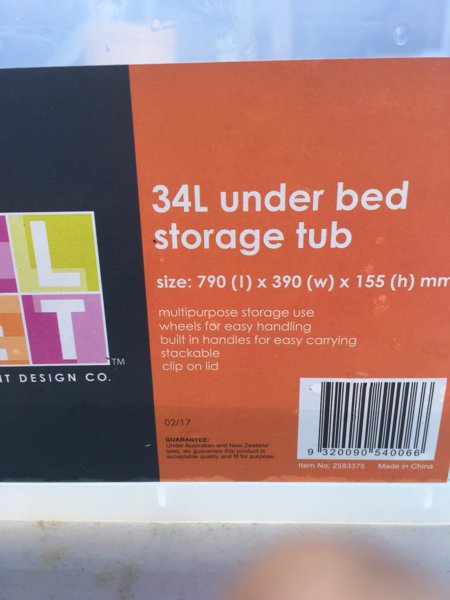 34L under bed
storage tub
size: 790 (l) x 390 (w) x 155 (h) mm
multipurpose storage use
wheels for easy handling
built in handles for easy carrying
stackable
clip on lid
L
T
TM
IT DESIGN CO.
02/17
GUARANTEE:
Under Australian and New Zealand
laws, we guarantee this product is
acceptable quality and fit for purpose.
9 320090 540066
Item No: 2583375 Made in China